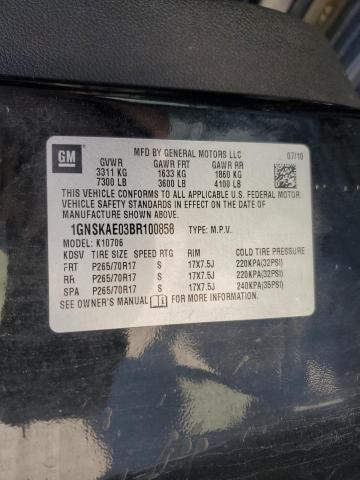 GM
MFD BY GENERAL MOTORS LLC 07/10
GVWR GAWR FRT GAWR RR
3311 KG 1633 KG 1860 KG
7300 LB 3600 LB 4100 LB
THIS VEHICLE CONFORMS TO ALL APPLICABLE U.S. FEDERAL MOTOR
VEHICLE SAFETY STANDARDS IN EFFECT ON THE DATE OF
MANUFACTURE SHOWN ABOVE.
1GNSKAE03BR100858 TYPE: M.P.V.
MODEL: K10706
KDSV TIRE SIZE SPEED RTG RIM COLD TIRE PRESSURE
FRT P265/70R17 S 17X7.5J 220KPA(32PSI)
RR P265/70R17 S 17X7.5J 220KPA(32PSI)
SPA P265/70R17 S 17X7.5J 240KPA(35PSI)
SEE OWNER'S MANUAL FOR MORE INFORMATION.